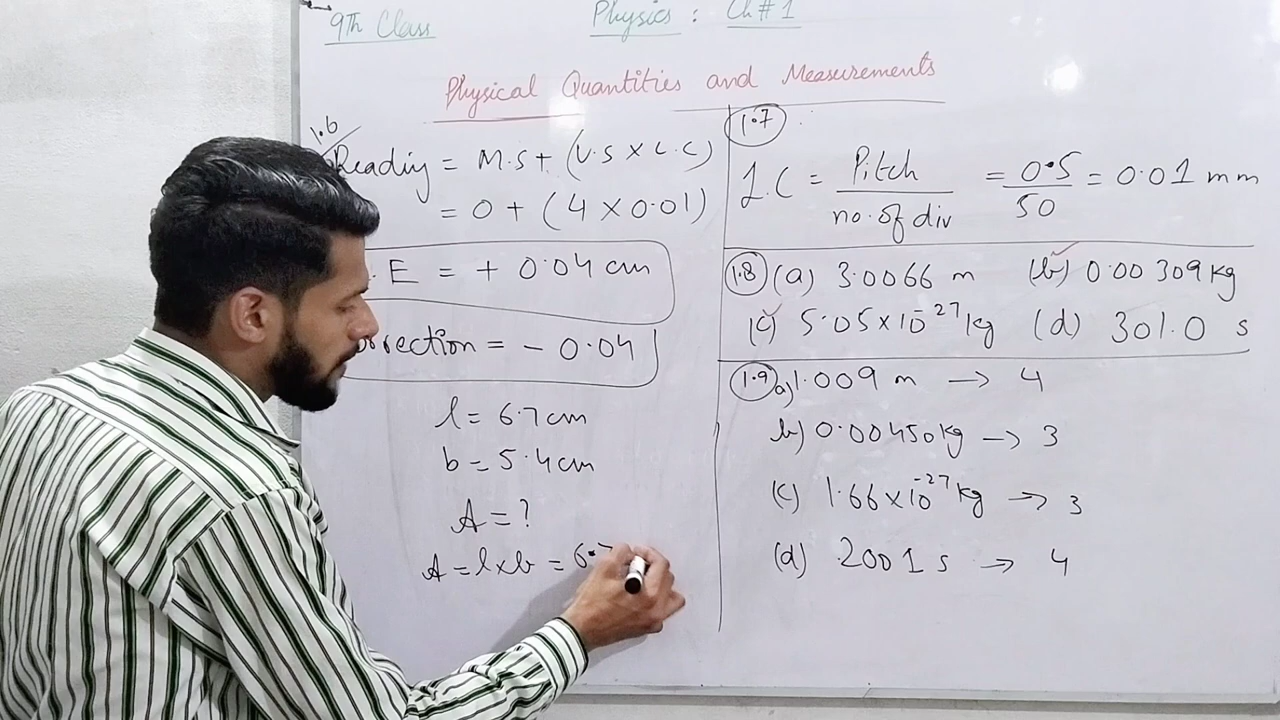 9Th Class Physics : Ch # 1
Physical Quantities and Measurements
1.6
Reading = M.S + (V.S × L.C)
= 0 + (4 × 0.01)
. E = + 0.04 cm
orrection = - 0.04
l = 6.7 cm
b = 5.4 cm
A = ?
A = l × b = 6.7
1.7
L.C = Pitch / no. of div = 0.5 / 50 = 0.01 mm
1.8 (a) 3.0066 m (b) 0.00309 kg
(c) 5.05 × 10⁻²⁷ kg (d) 301.0 s
1.9 a) 1.009 m → 4
b) 0.00450 kg → 3
(c) 1.66 × 10⁻²⁷ kg → 3
(d) 2001 s → 4